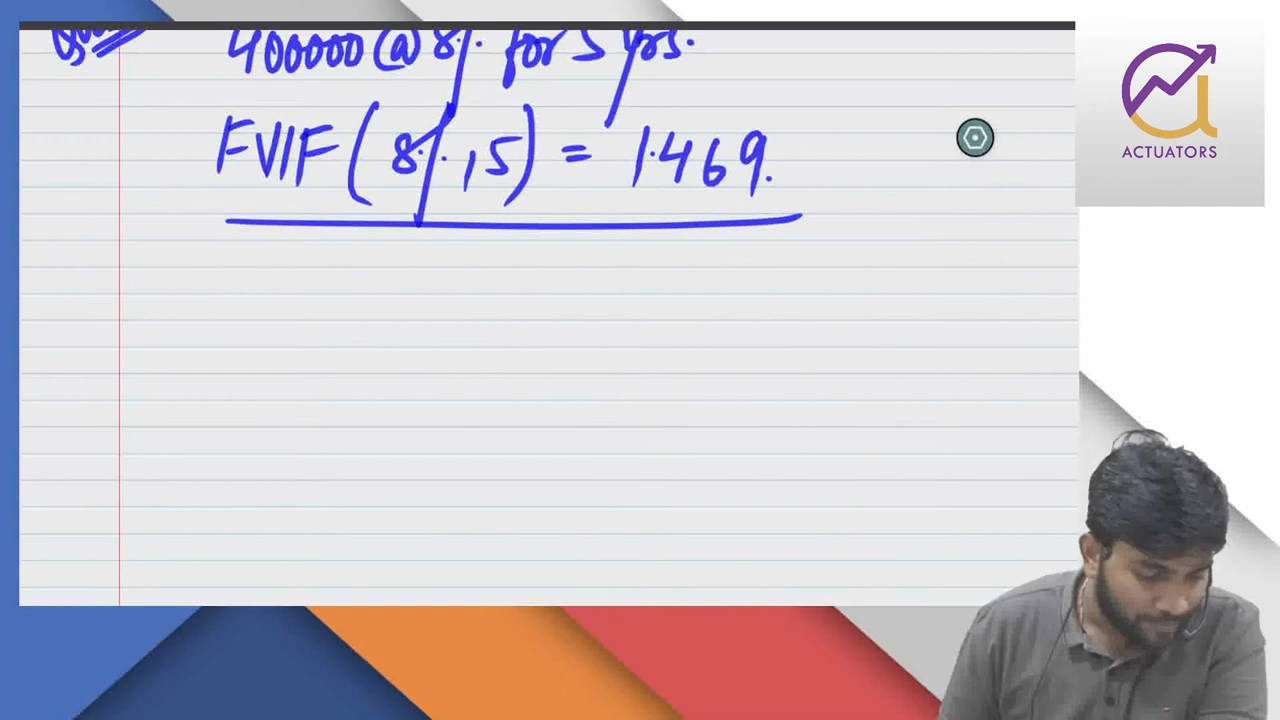 400000 @ 8%. for 5 yrs.
FVIF ( 8%., 5 ) = 1.469.
ACTUATORS